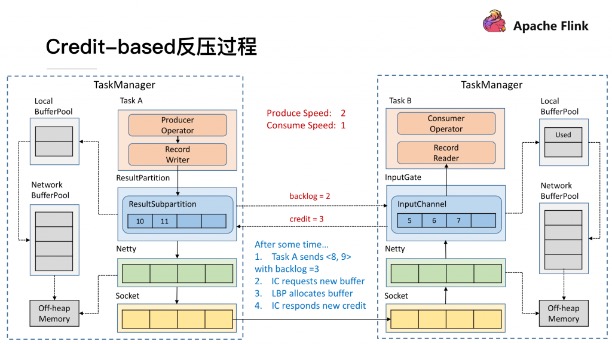 Apache Flink
Credit-based反压过程
TaskManager
Local
BufferPool
Task A
Producer
Operator
Record
Writer
ResultPartition
ResultSubpartition
10 11
Network
BufferPool
Netty
Socket
Off-heap
Memory
Produce Speed: 2
Consume Speed: 1
backlog = 2
credit = 3
After some time…
1. Task A sends <8, 9>
with backlog =3
2. IC requests new buffer
3. LBP allocates buffer
4. IC responds new credit
TaskManager
Task B
Consumer
Operator
Record
Reader
InputGate
InputChannel
5 6 7
Netty
Socket
Local
BufferPool
Used
Network
BufferPool
Off-heap
Memory